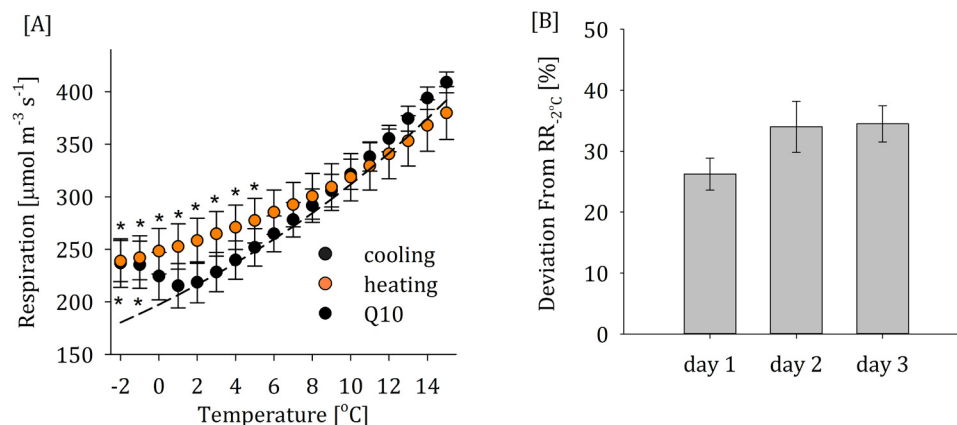 [A]
Respiration [µmol m⁻³ s⁻¹]
400
350
300
250
200
150
* * * * * * * *
* *
cooling
heating
Q10
-2 0 2 4 6 8 10 12 14
Temperature [°C]
[B]
Deviation From RR₋₂°C [%]
50
40
30
20
10
0
day 1 day 2 day 3